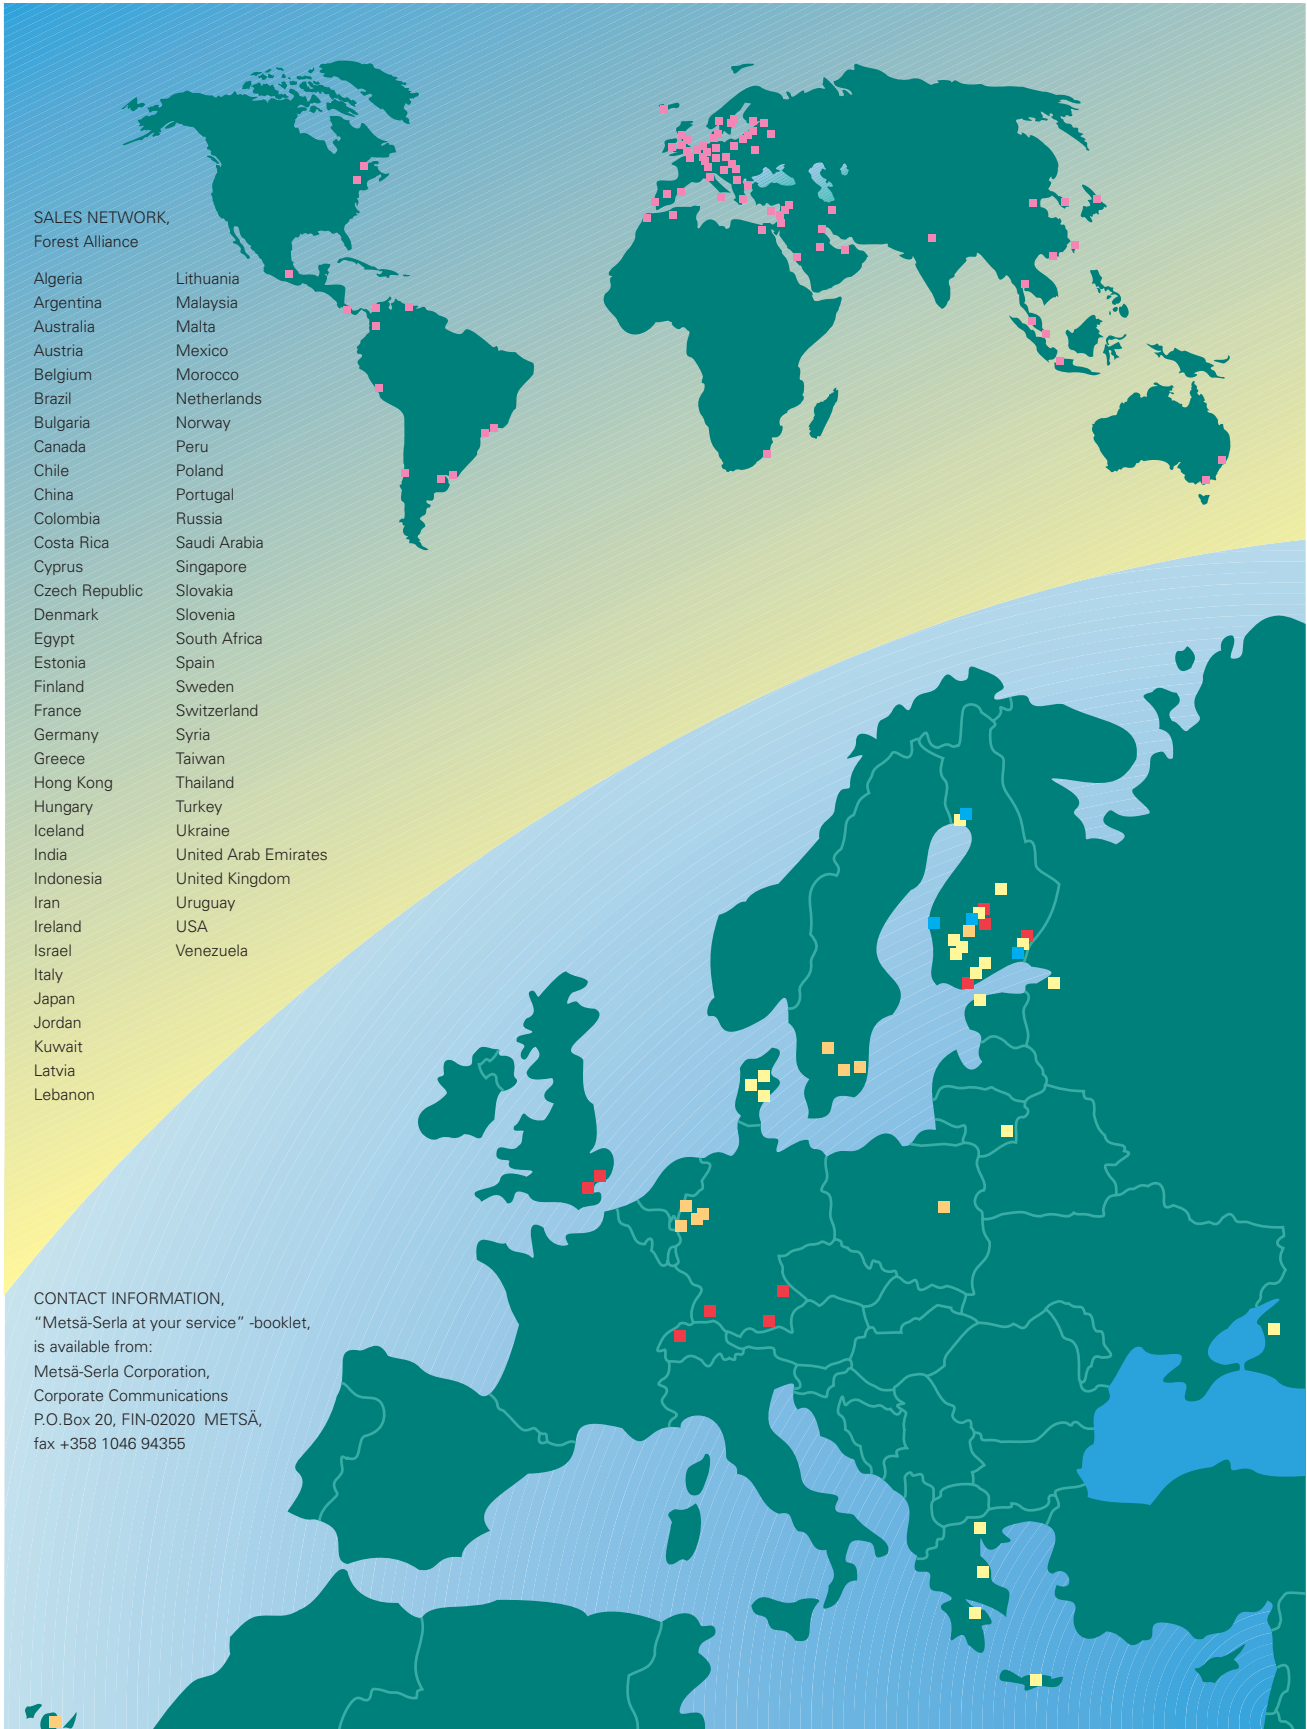 SALES NETWORK,
Forest Alliance
Algeria
Argentina
Australia
Austria
Belgium
Brazil
Bulgaria
Canada
Chile
China
Colombia
Costa Rica
Cyprus
Czech Republic
Denmark
Egypt
Estonia
Finland
France
Germany
Greece
Hong Kong
Hungary
Iceland
India
Indonesia
Iran
Ireland
Israel
Italy
Japan
Jordan
Kuwait
Latvia
Lebanon
Lithuania
Malaysia
Malta
Mexico
Morocco
Netherlands
Norway
Peru
Poland
Portugal
Russia
Saudi Arabia
Singapore
Slovakia
Slovenia
South Africa
Spain
Sweden
Switzerland
Syria
Taiwan
Thailand
Turkey
Ukraine
United Arab Emirates
United Kingdom
Uruguay
USA
Venezuela
CONTACT INFORMATION,
“Metsä-Serla at your service” -booklet,
is available from:
Metsä-Serla Corporation,
Corporate Communications
P.O.Box 20, FIN-02020 METSÄ,
fax +358 1046 94355